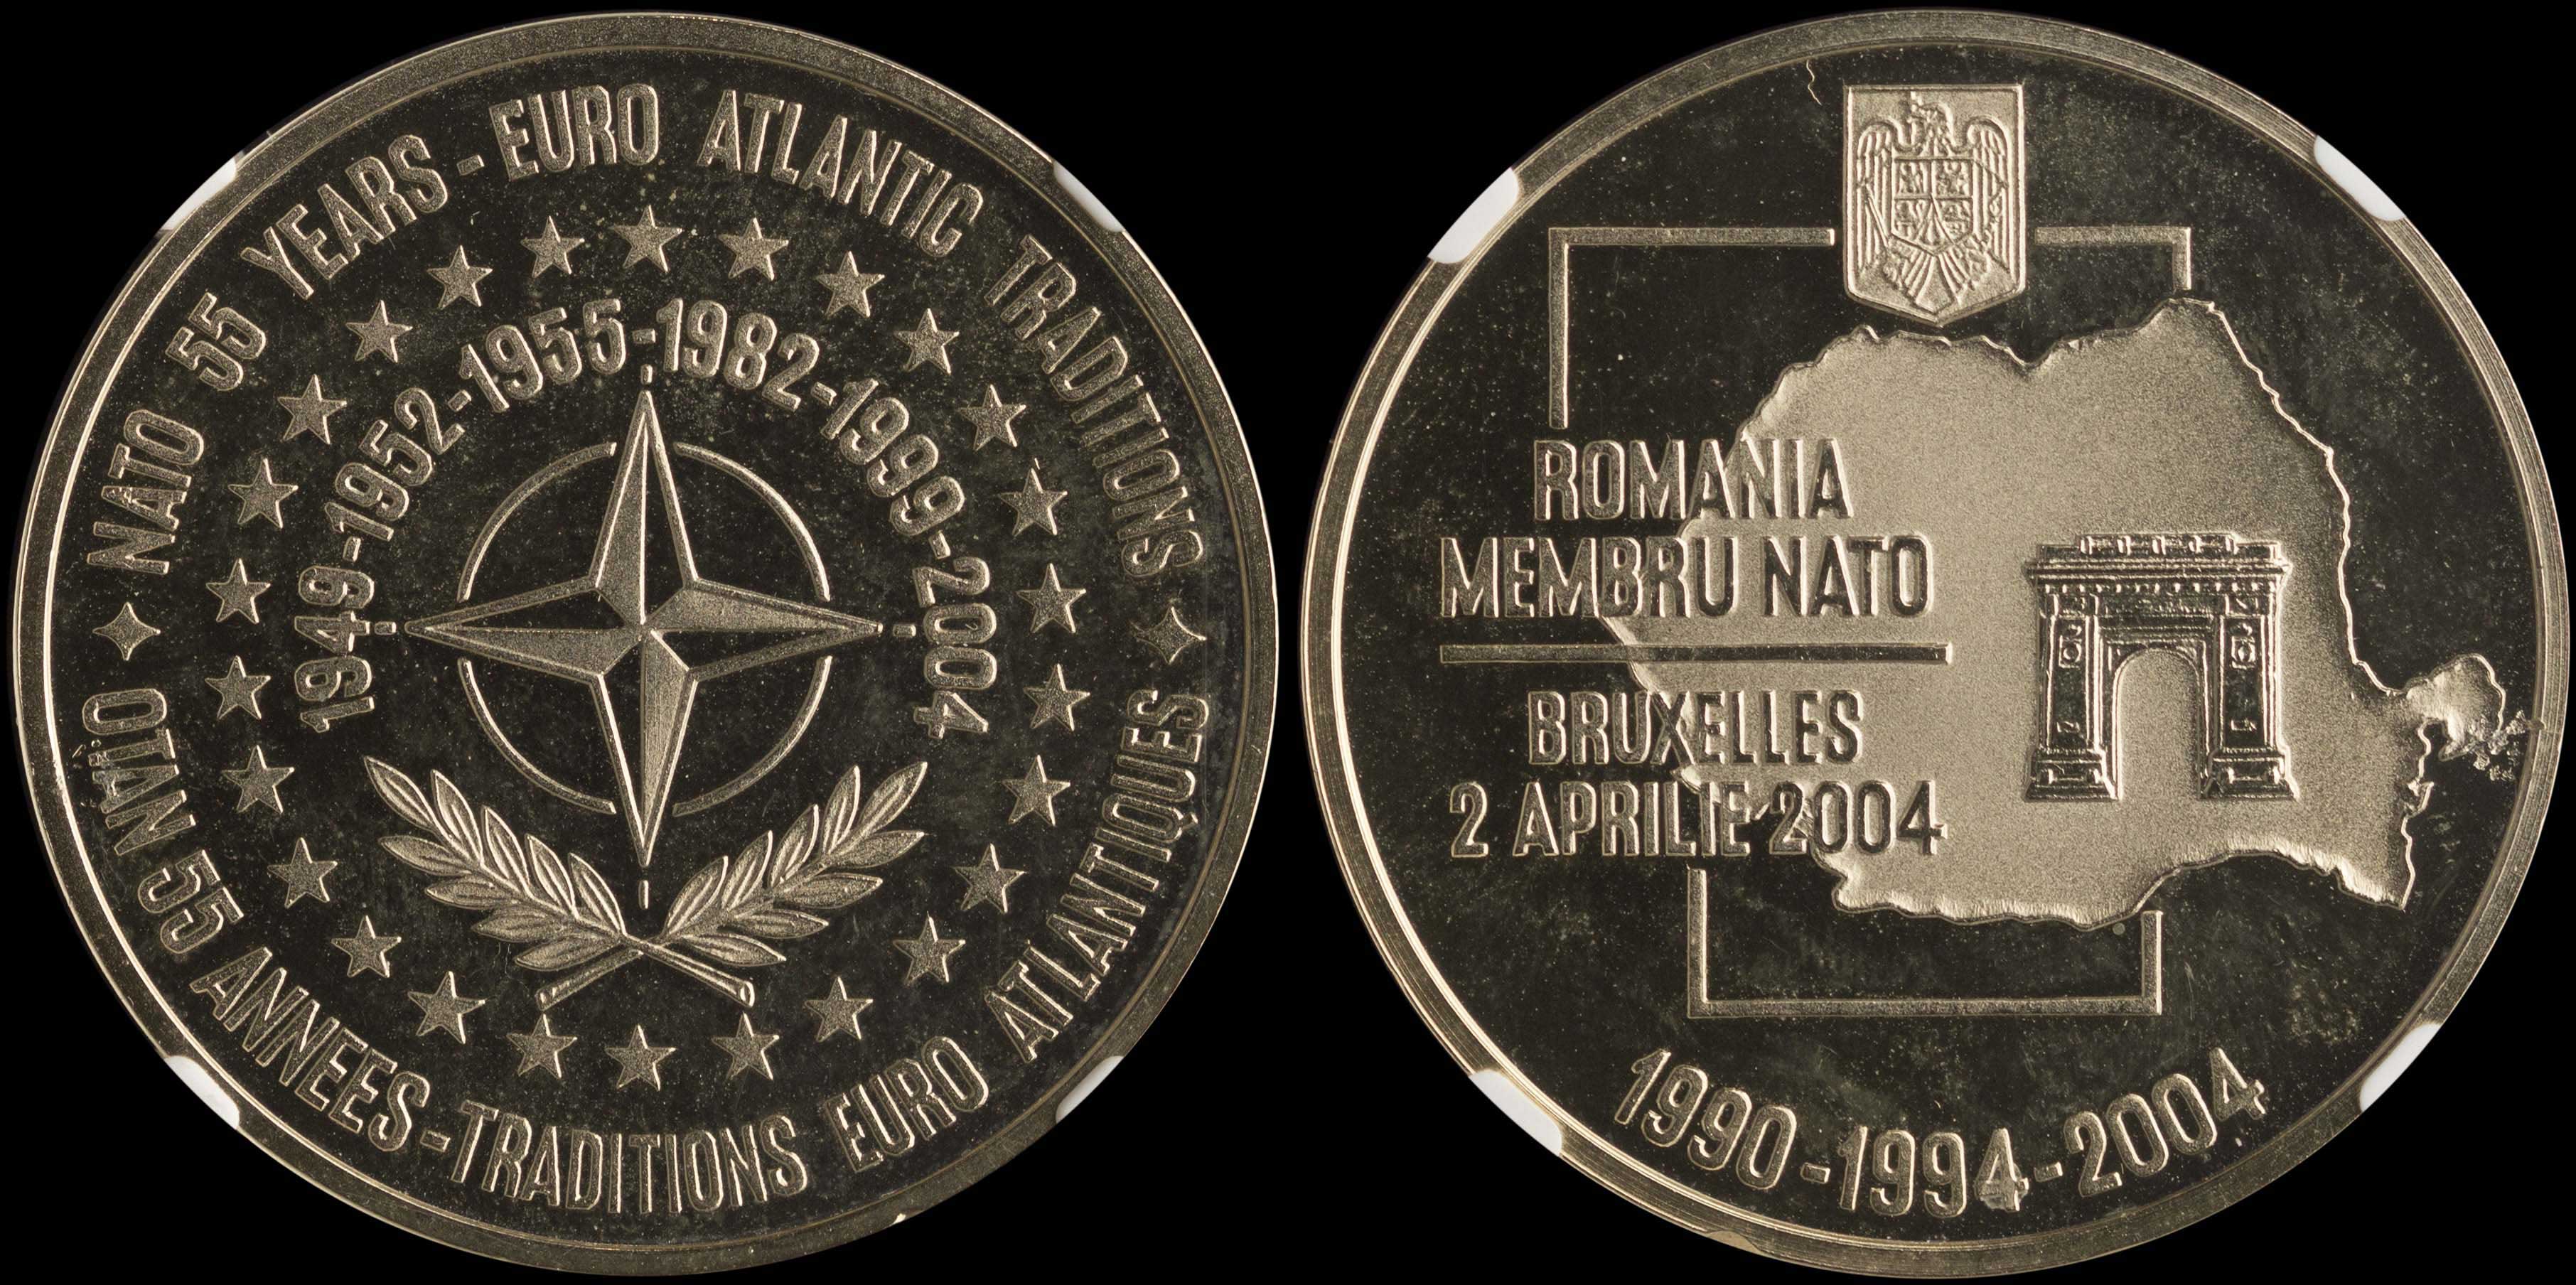 NATO 55 YEARS - EURO ATLANTIC TRADITIONS
1949-1952-1955-1982-1999-2004
OTAN 55 ANNEES-TRADITIONS EURO ATLANTIQUES
ROMANIA
MEMBRU NATO
BRUXELLES
2 APRILIE 2004
1990-1994-2004